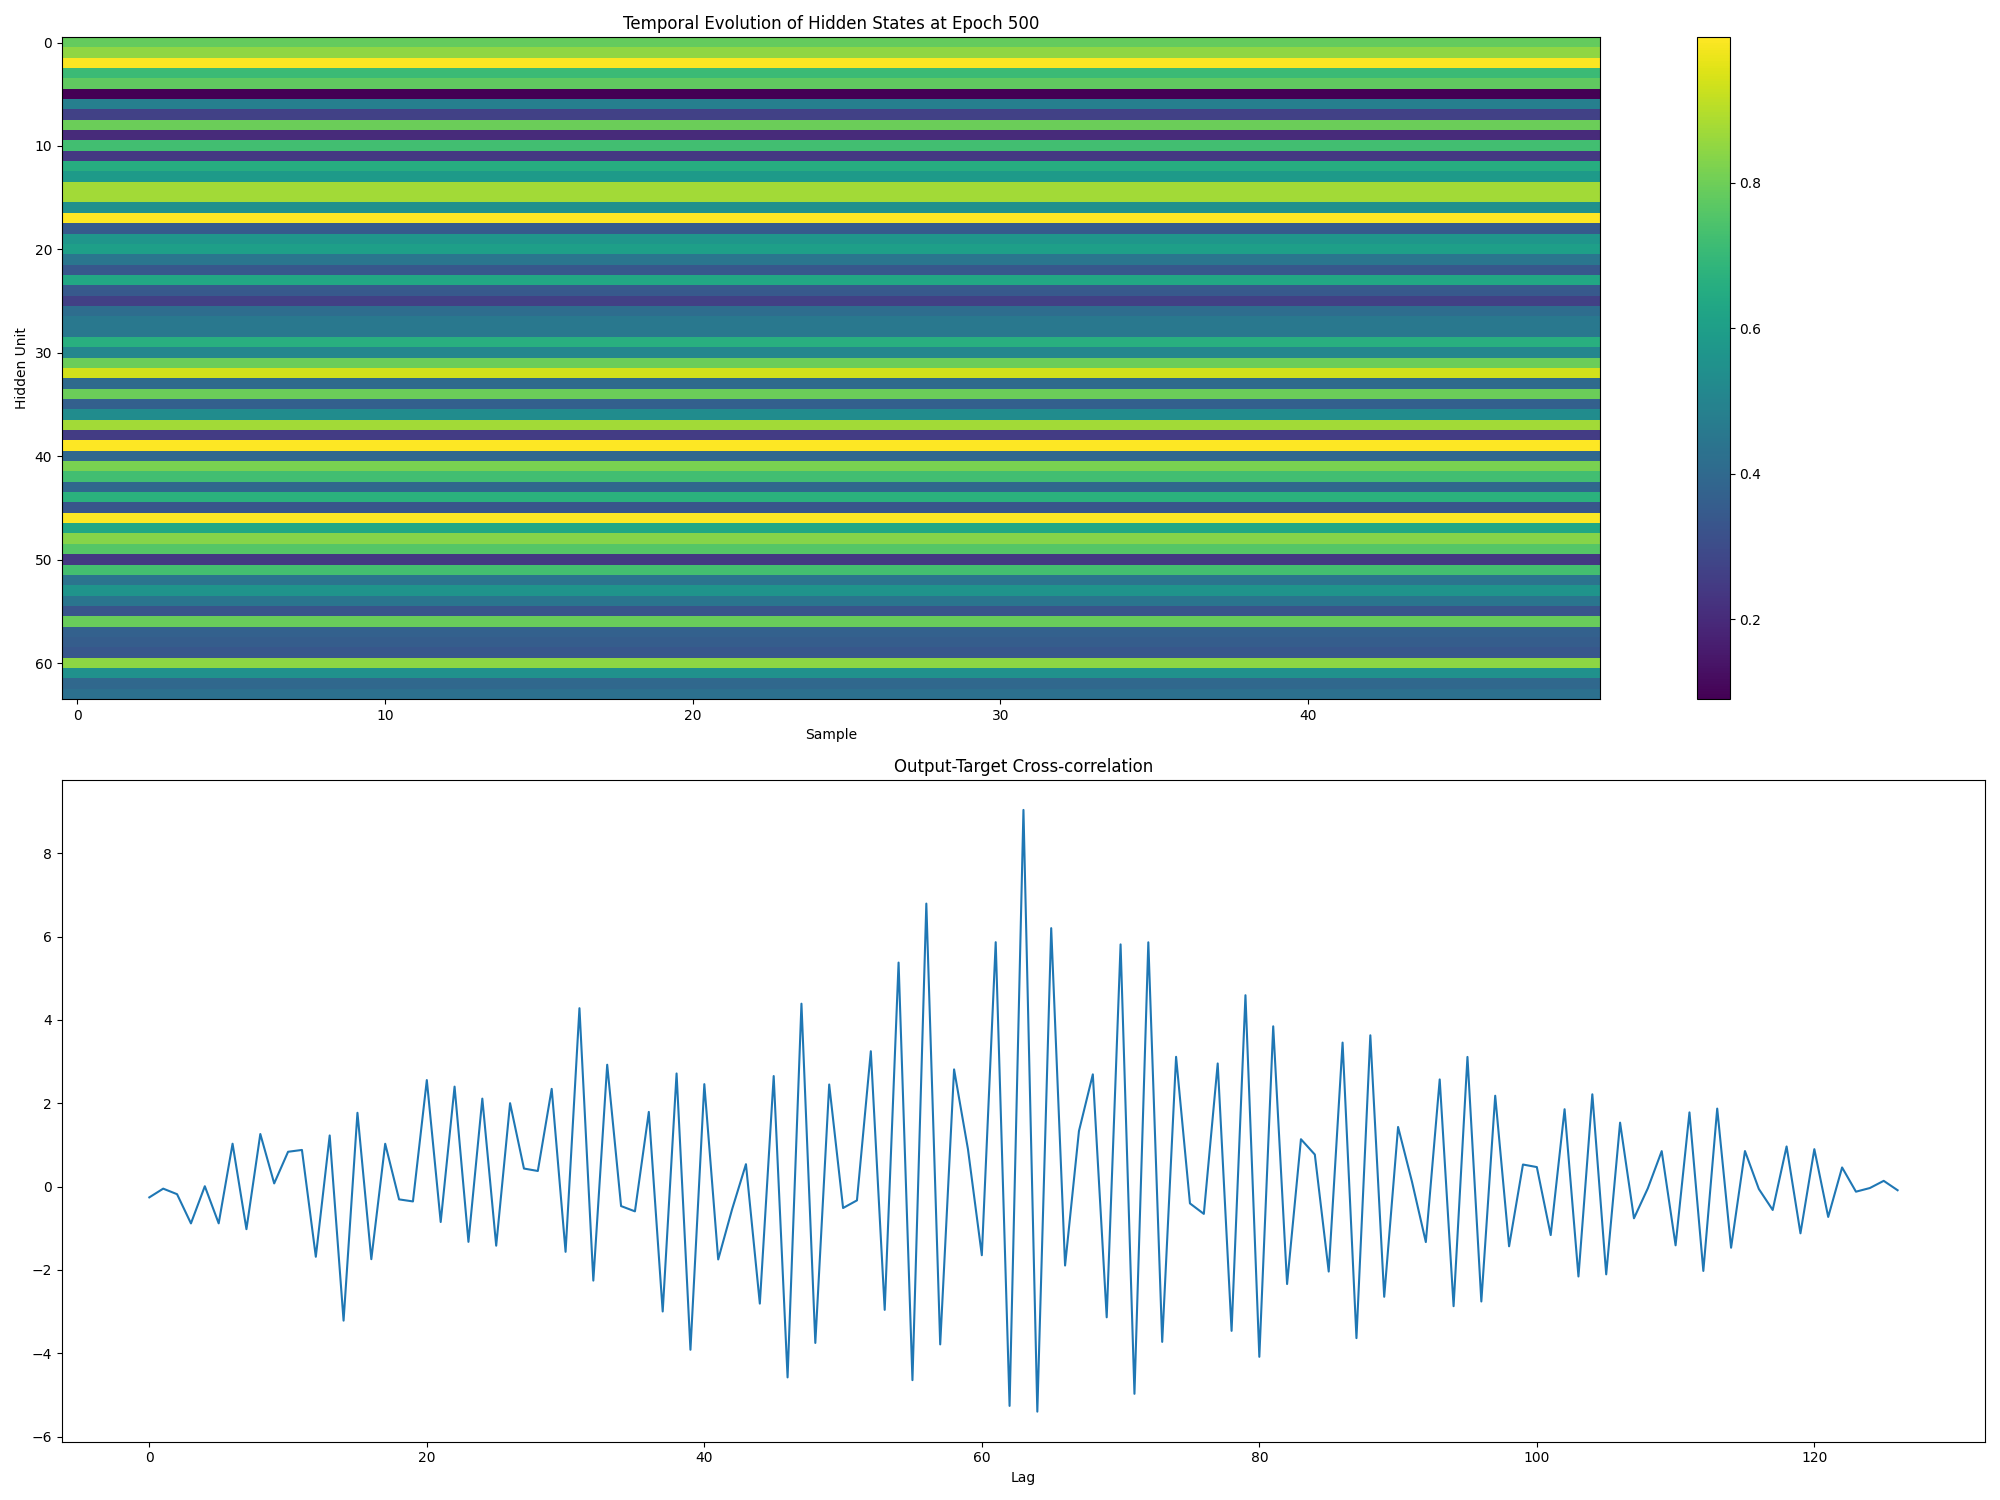 Temporal Evolution of Hidden States at Epoch 500
Hidden Unit
0
10
20
30
40
50
60
0 10 20 30 40
Sample
0.8
0.6
0.4
0.2
Output-Target Cross-correlation
8
6
4
2
0
−2
−4
−6
0 20 40 60 80 100 120
Lag